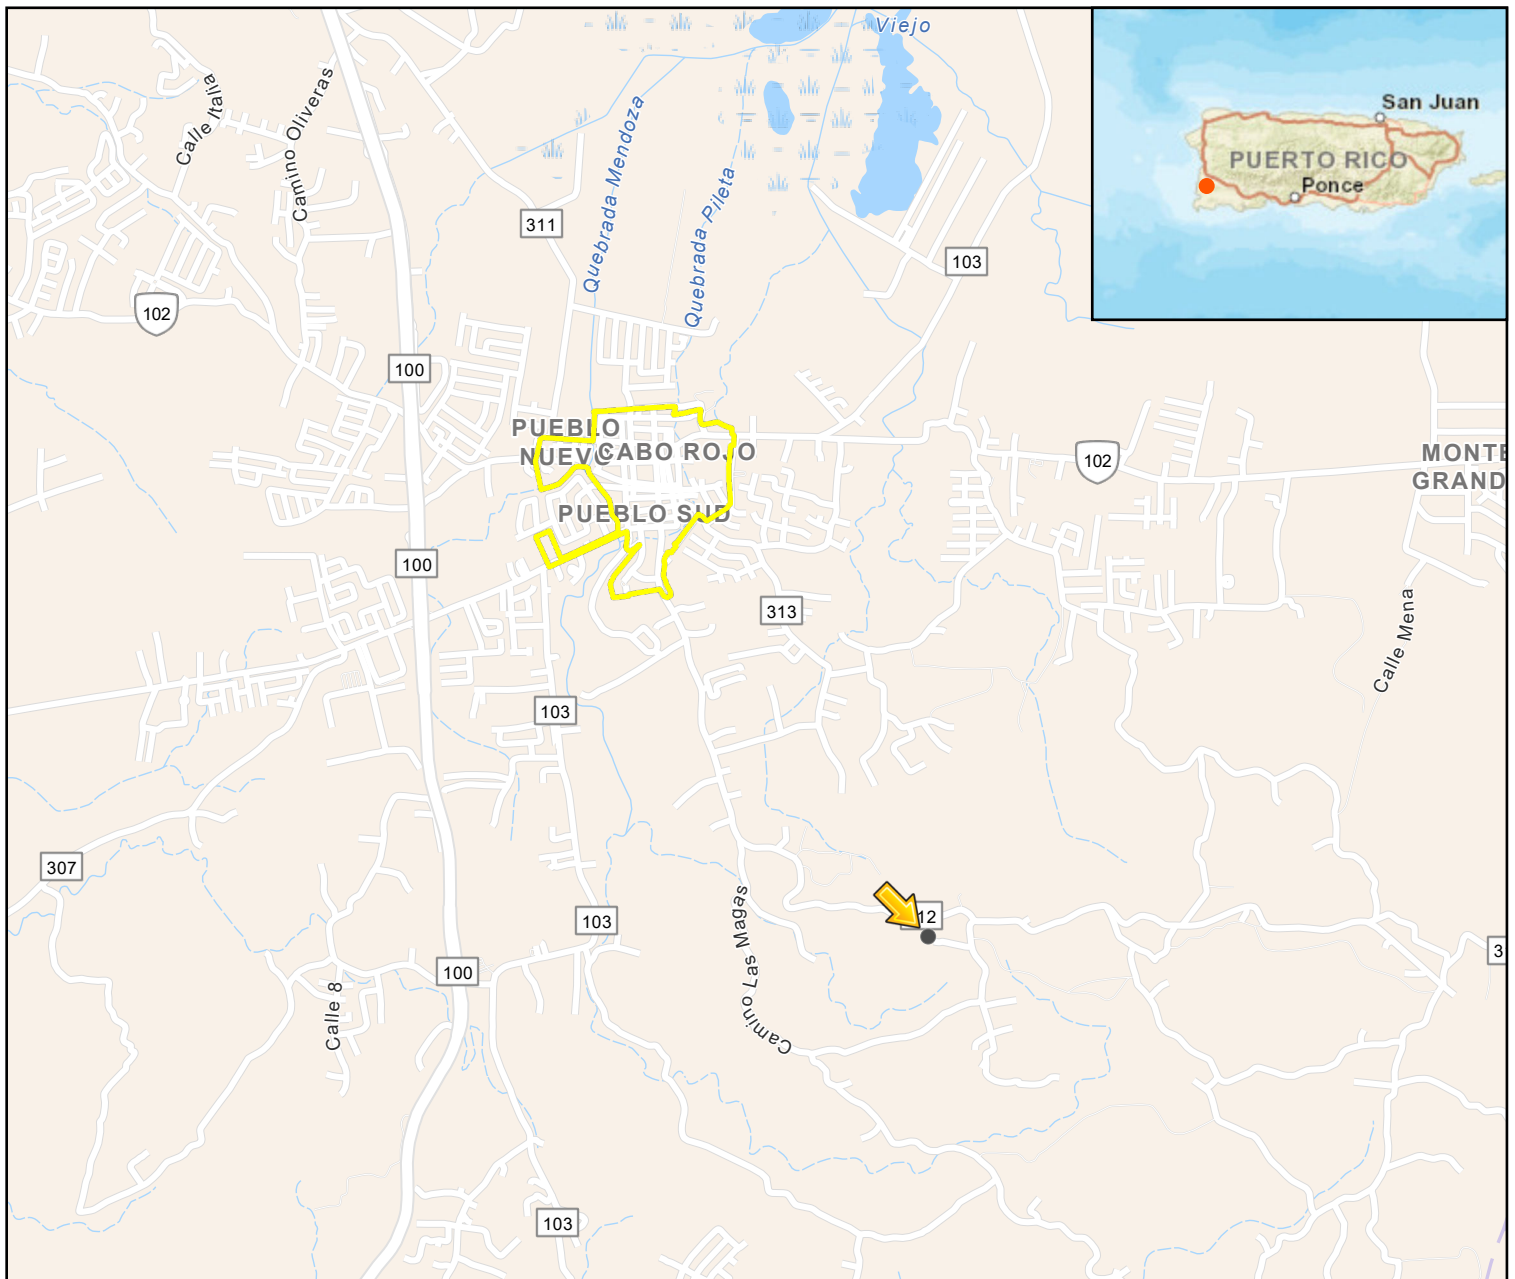 Viejo
San Juan
PUERTO RICO
Ponce
Calle Italia
Camino Oliveras
Quebrada Mendoza
Quebrada Pileta
311
103
102
100
PUEBLO
NUEVO
CABO ROJO
102
MONTE
GRAND
PUEBLO SUD
100
313
Calle Mena
103
307
Camino Las Magas
12
103
3
100
Calle 8
103